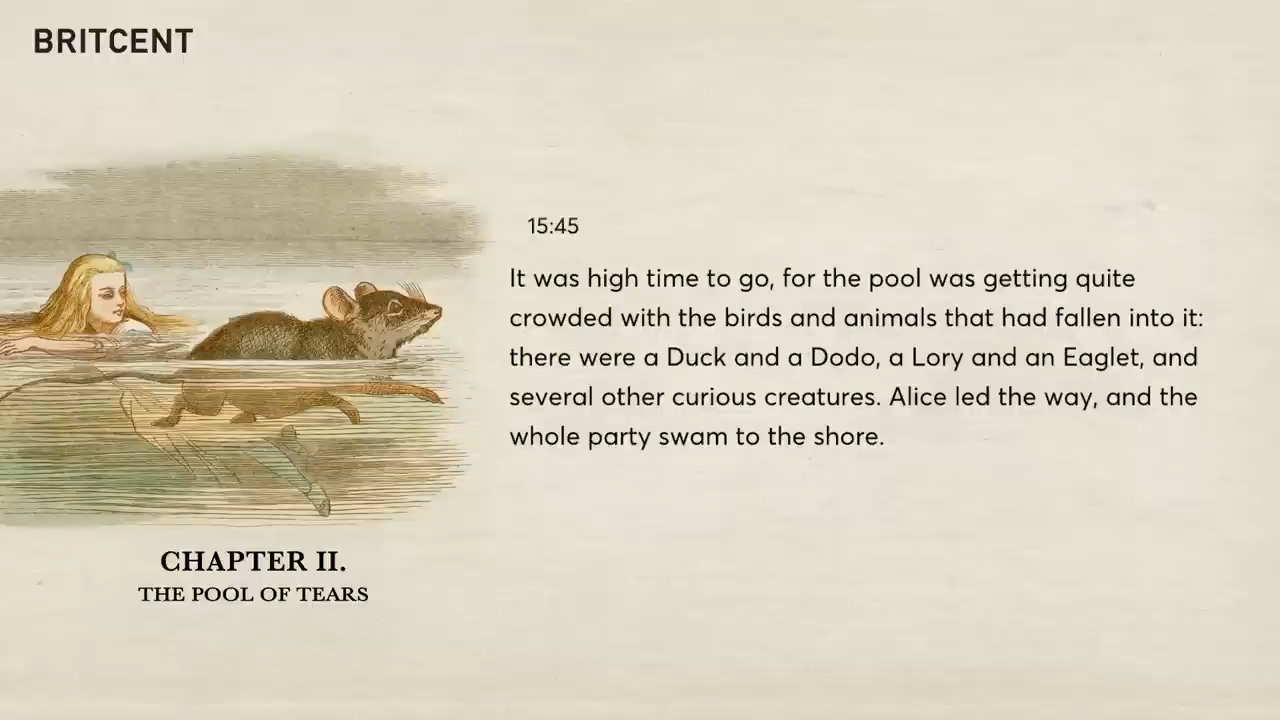 BRITCENT
15:45
It was high time to go, for the pool was getting quite
crowded with the birds and animals that had fallen into it:
there were a Duck and a Dodo, a Lory and an Eaglet, and
several other curious creatures. Alice led the way, and the
whole party swam to the shore.
CHAPTER II.
THE POOL OF TEARS